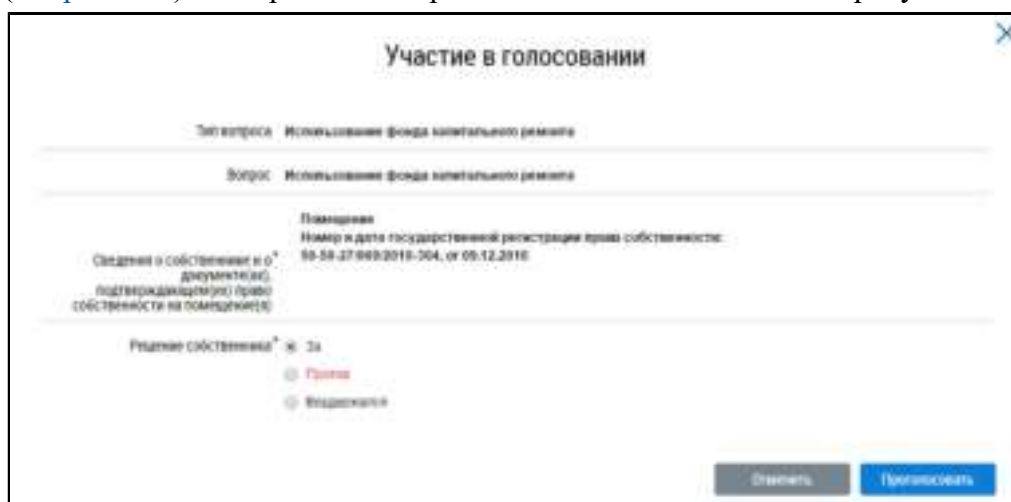 Участие в голосовании
Тип вопроса Использование фонда капитального ремонта
Вопрос Использование фонда капитального ремонта
Помещение
Номер и дата государственной регистрации права собственности:
от 09.12.2010
Сведения о собственнике и о*
документе(ах),
подтверждающем(их) право
собственности на помещение(я)
Решение собственника* За
Против
Воздержался
Отменить Проголосовать